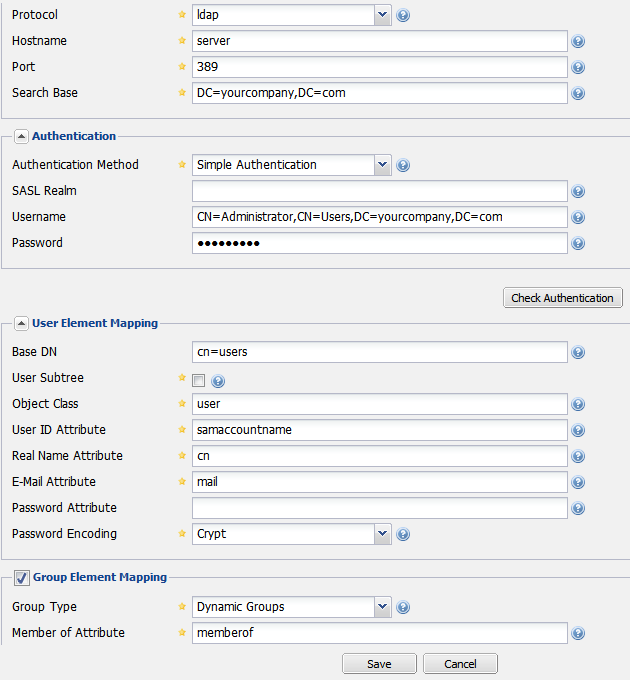 Protocol ldap
Hostname server
Port 389
Search Base DC=yourcompany,DC=com
Authentication
Authentication Method Simple Authentication
SASL Realm
Username CN=Administrator,CN=Users,DC=yourcompany,DC=com
Password ●●●●●●●●●
Check Authentication
User Element Mapping
Base DN cn=users
User Subtree
Object Class user
User ID Attribute samaccountname
Real Name Attribute cn
E-Mail Attribute mail
Password Attribute
Password Encoding Crypt
Group Element Mapping
Group Type Dynamic Groups
Member of Attribute memberof
Save Cancel